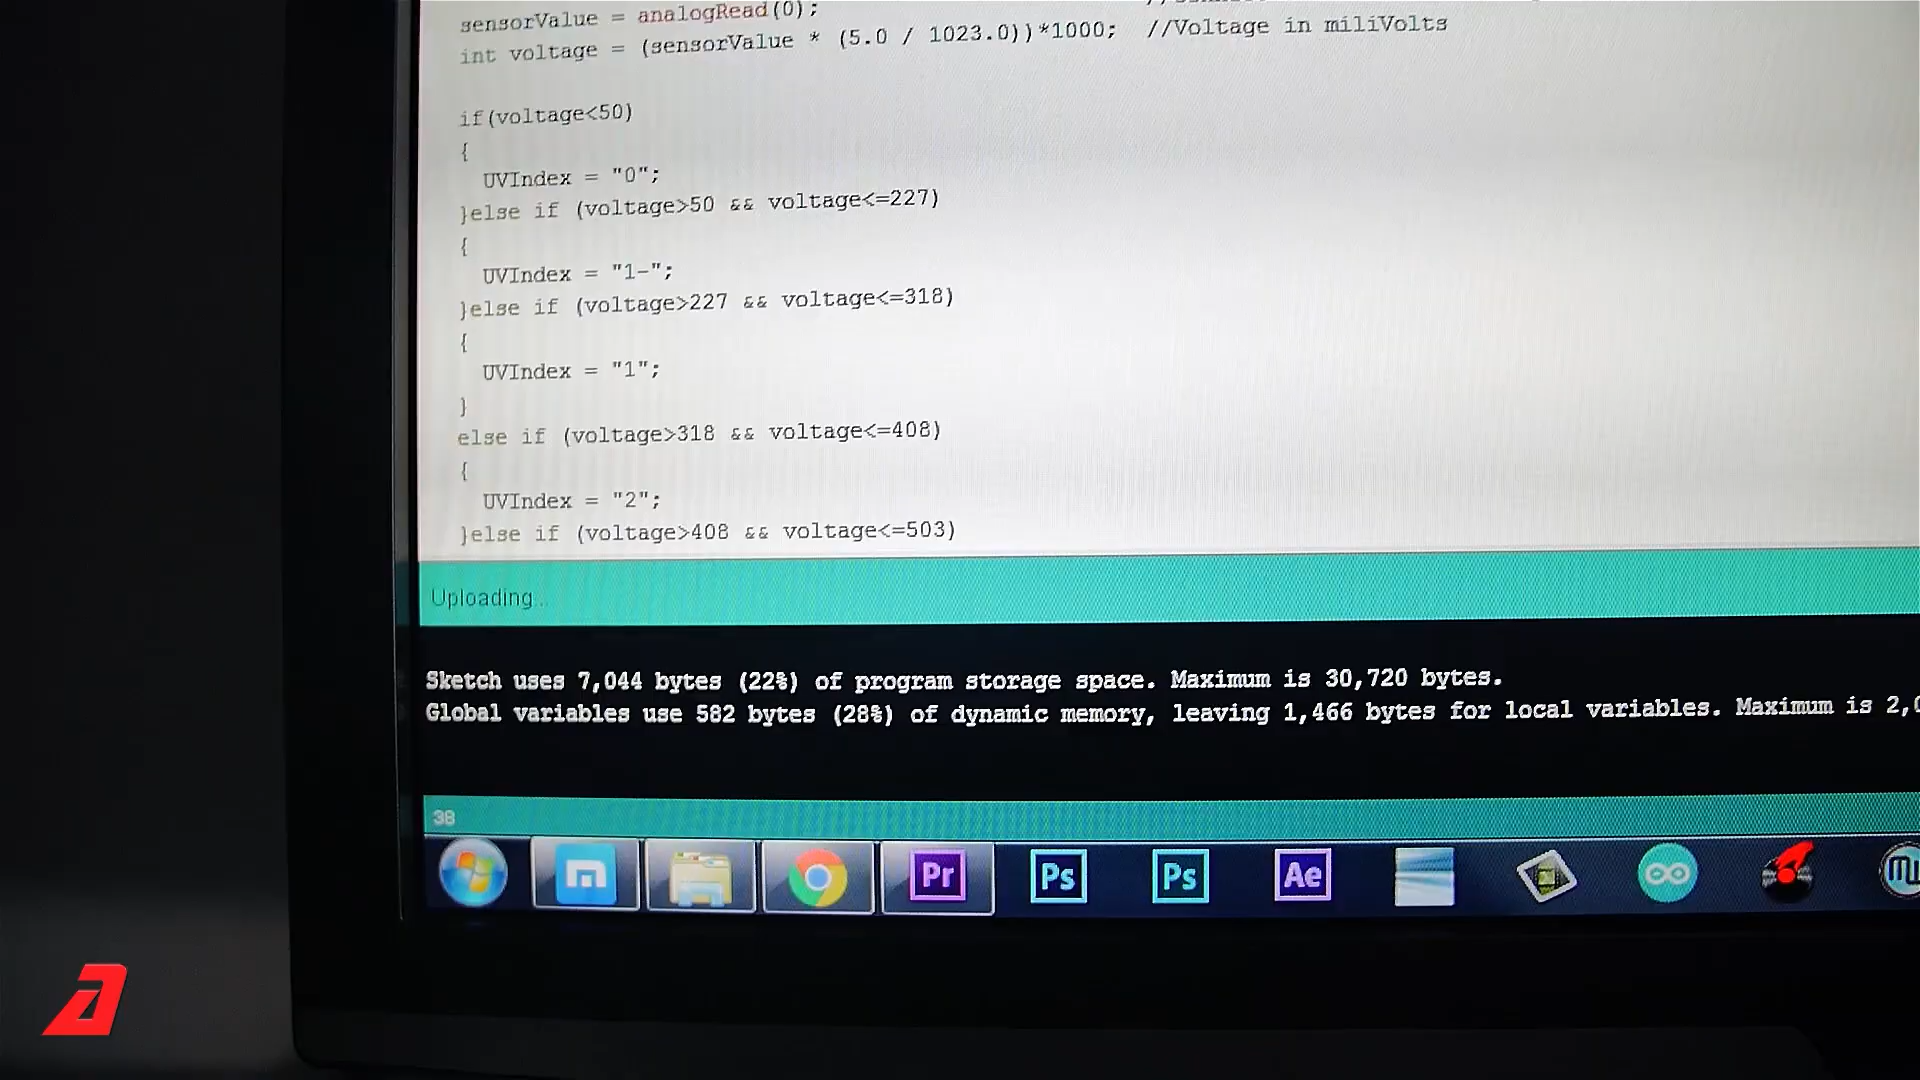 sensorValue = analogRead(0);
int voltage = (sensorValue * (5.0 / 1023.0))*1000; //Voltage in miliVolts
if(voltage<50)
{
UVIndex = "0";
}else if (voltage>50 && voltage<=227)
{
UVIndex = "1-";
}else if (voltage>227 && voltage<=318)
{
UVIndex = "1";
}
else if (voltage>318 && voltage<=408)
{
UVIndex = "2";
}else if (voltage>408 && voltage<=503)
Uploading...
Sketch uses 7,044 bytes (22%) of program storage space. Maximum is 30,720 bytes.
Global variables use 582 bytes (28%) of dynamic memory, leaving 1,466 bytes for local variables. Maximum is 2,0
38
Pr Ps Ps Ae